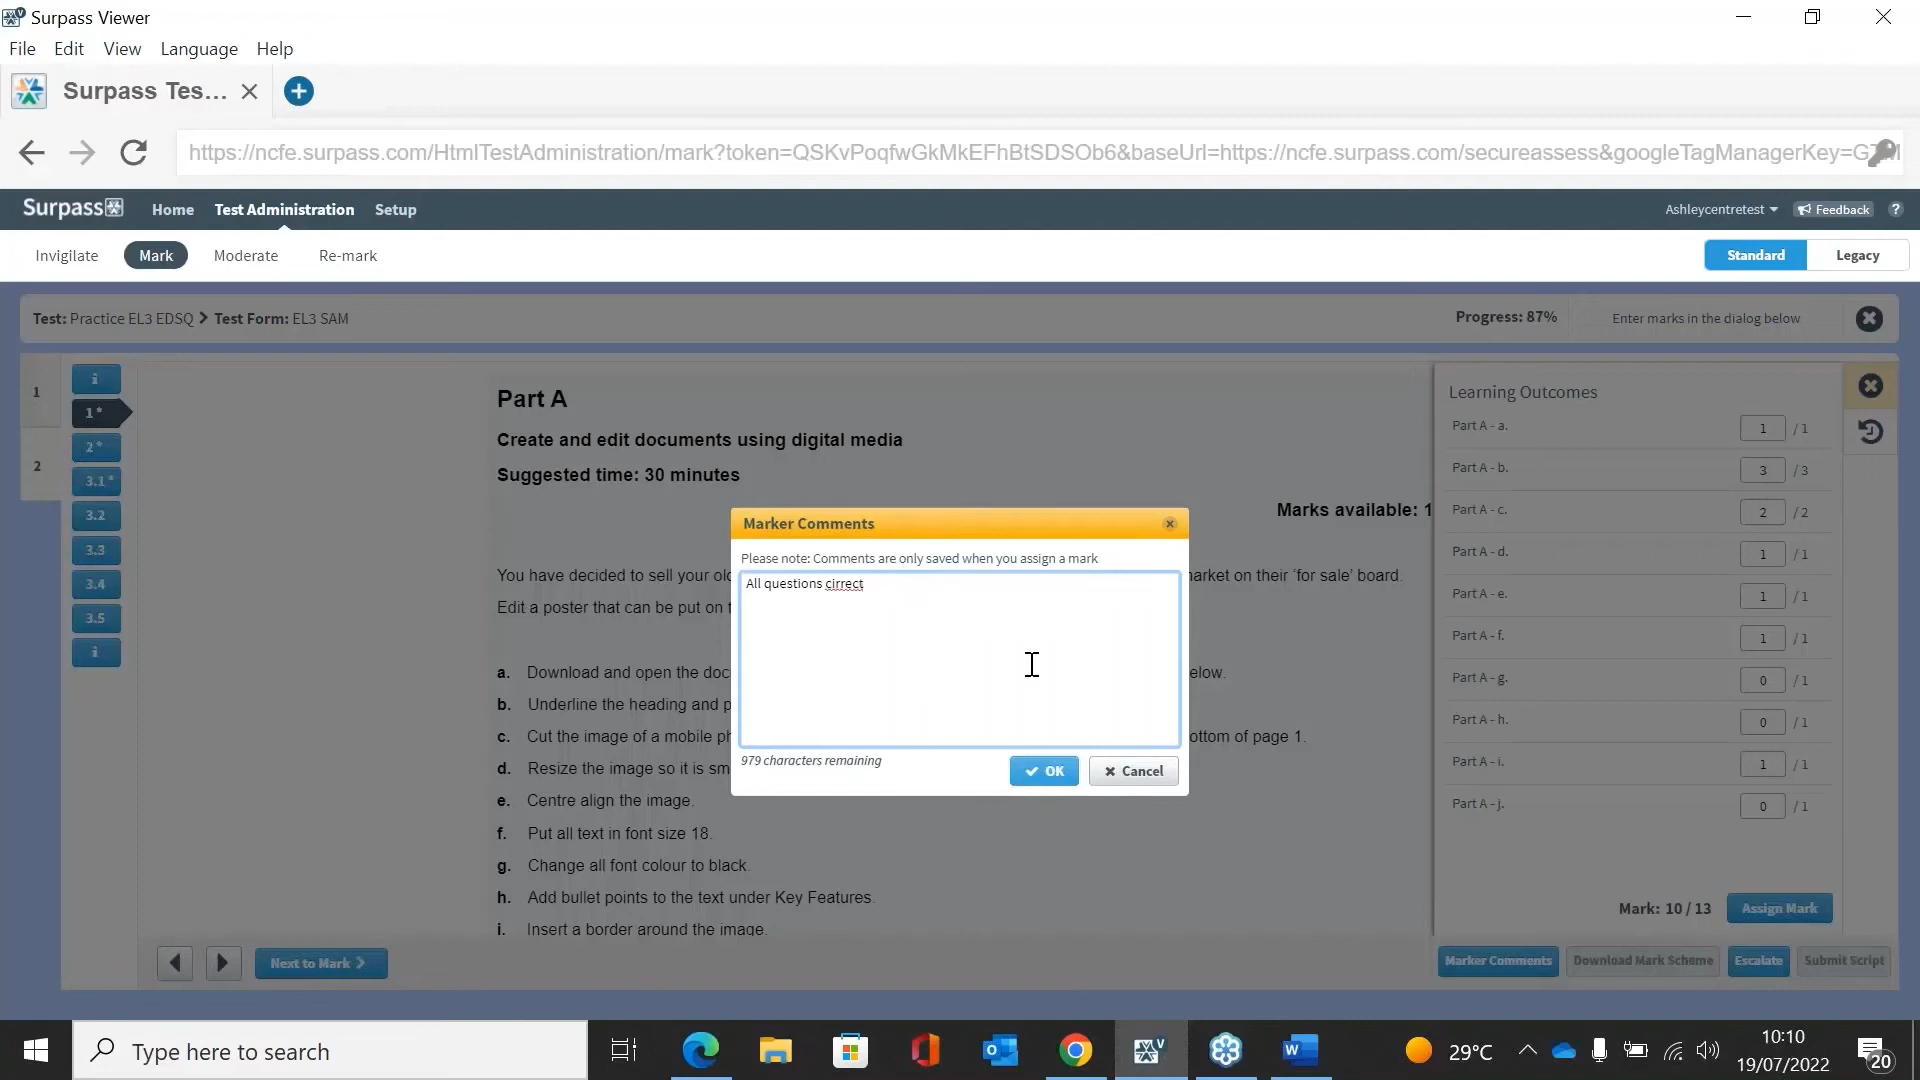 Surpass Viewer
File Edit View Language Help
Surpass Tes...
https://ncfe.surpass.com/HtmlTestAdministration/mark?token=QSKvPoqfwGkMkEFhBtSDSOb6&baseUrl=https://ncfe.surpass.com/secureassess&googleTagManagerKey=GTM
Surpass Home Test Administration Setup Ashleycentretest Feedback ?
Invigilate Mark Moderate Re-mark Standard Legacy
Test: Practice EL3 EDSQ > Test Form: EL3 SAM Progress: 87% Enter marks in the dialog below
1
2
i
1*
2*
3.1*
3.2
3.3
3.4
3.5
i
Part A
Create and edit documents using digital media
Suggested time: 30 minutes
Marks available: 1
You have decided to sell your old
market on their ‘for sale’ board.
Edit a poster that can be put on t
a. Download and open the doc
elow.
b. Underline the heading and p
c. Cut the image of a mobile ph
ottom of page 1.
d. Resize the image so it is sm
e. Centre align the image.
f. Put all text in font size 18.
g. Change all font colour to black.
h. Add bullet points to the text under Key Features.
i. Insert a border around the image.
Marker Comments
Please note: Comments are only saved when you assign a mark
All questions cirrect
979 characters remaining
OK Cancel
Learning Outcomes
Part A - a. 1 / 1
Part A - b. 3 / 3
Part A - c. 2 / 2
Part A - d. 1 / 1
Part A - e. 1 / 1
Part A - f. 1 / 1
Part A - g. 0 / 1
Part A - h. 0 / 1
Part A - i. 1 / 1
Part A - j. 0 / 1
Mark: 10 / 13 Assign Mark
Next to Mark > Marker Comments Download Mark Scheme Escalate Submit Script
Type here to search 29°C 10:10
19/07/2022
20